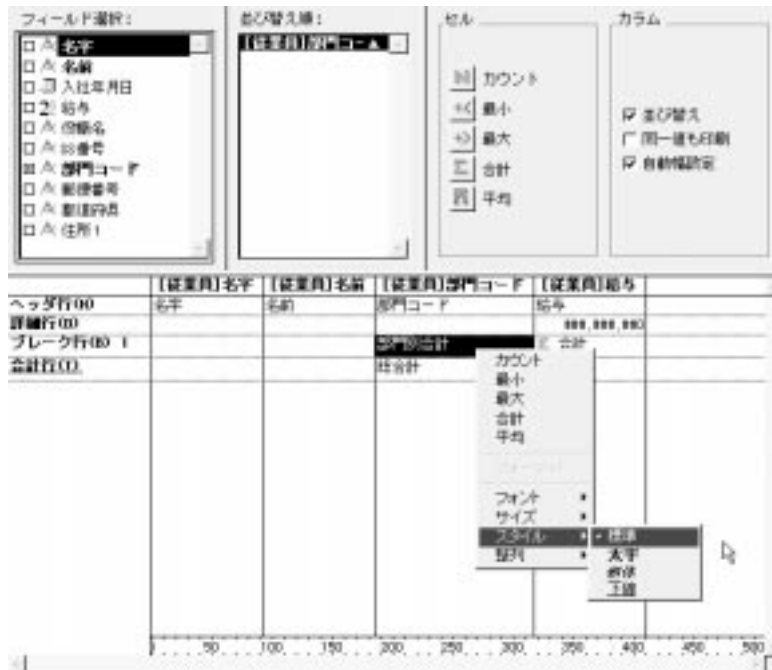 フィールド選択：
名字
名前
入社年月日
給与
役職名
部門コード
郵便番号
都道府県
住所1
並び替え順：
【従業員】部門コー
セル
カウント
最小
最大
合計
平均
カラム
並び替え
同一値も印刷
自動幅設定
【従業員】名字 【従業員】名前 【従業員】部門コード 【従業員】給与
ヘッダ行(H) 名字 名前 部門コード 給与
詳細行(D) ###,###,##0
ブレーク行(B) 1 部門別合計 Σ 合計
合計行(T) 総合計
カウント
最小
最大
合計
平均
フォント
サイズ
スタイル
整列
標準
太字
斜体
下線
50 100 150 200 250 300 350 400 450 500